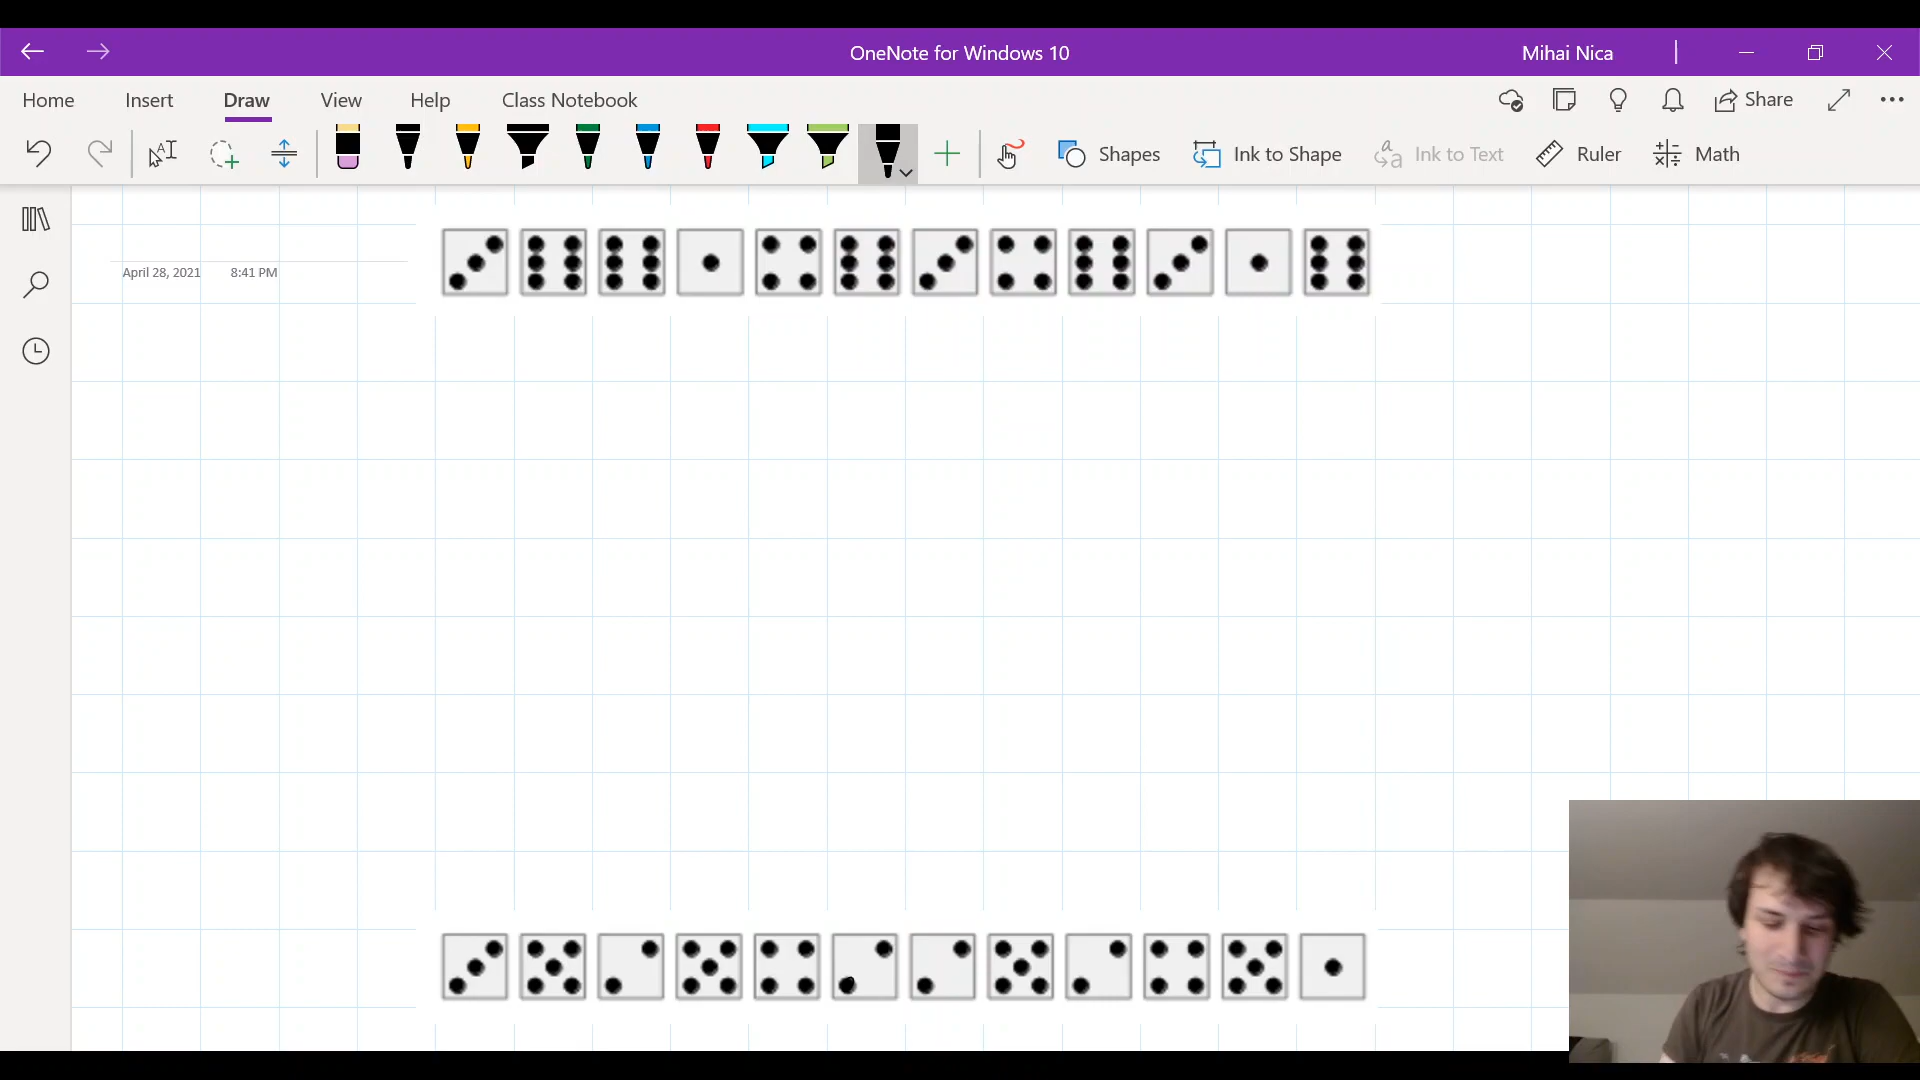 OneNote for Windows 10
Mihai Nica
Home Insert Draw View Help Class Notebook
Share
Shapes Ink to Shape Ink to Text Ruler Math
April 28, 2021 8:41 PM